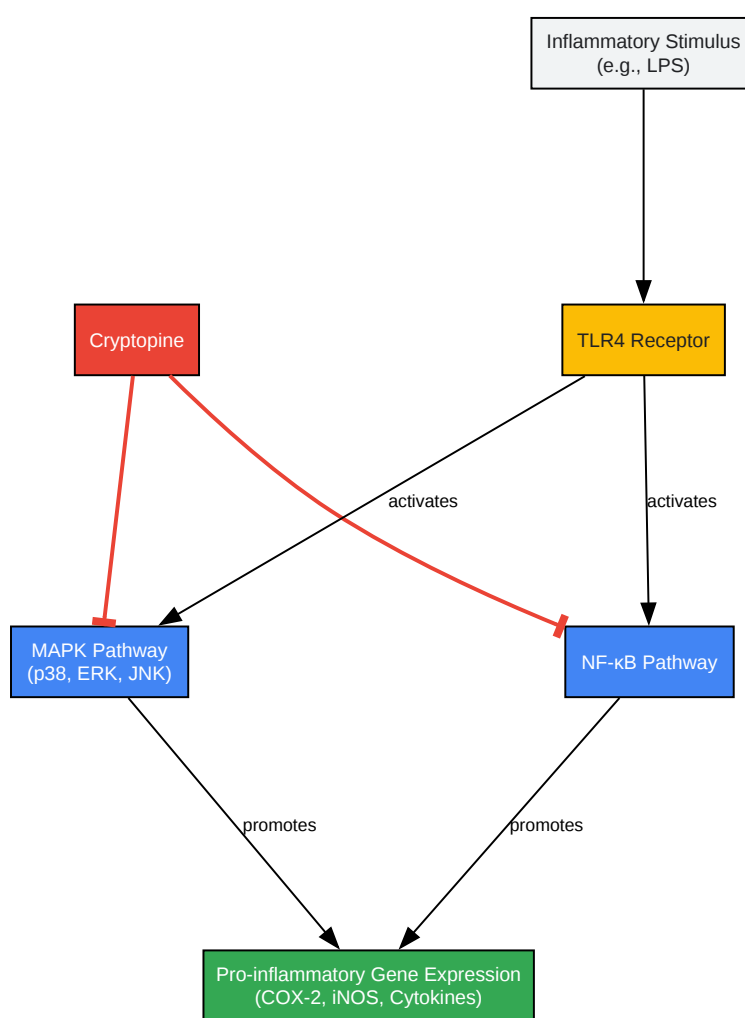 Inflammatory Stimulus
(e.g., LPS)
Cryptopine
TLR4 Receptor
activates
activates
MAPK Pathway
(p38, ERK, JNK)
NF-κB Pathway
promotes
promotes
Pro-inflammatory Gene Expression
(COX-2, iNOS, Cytokines)